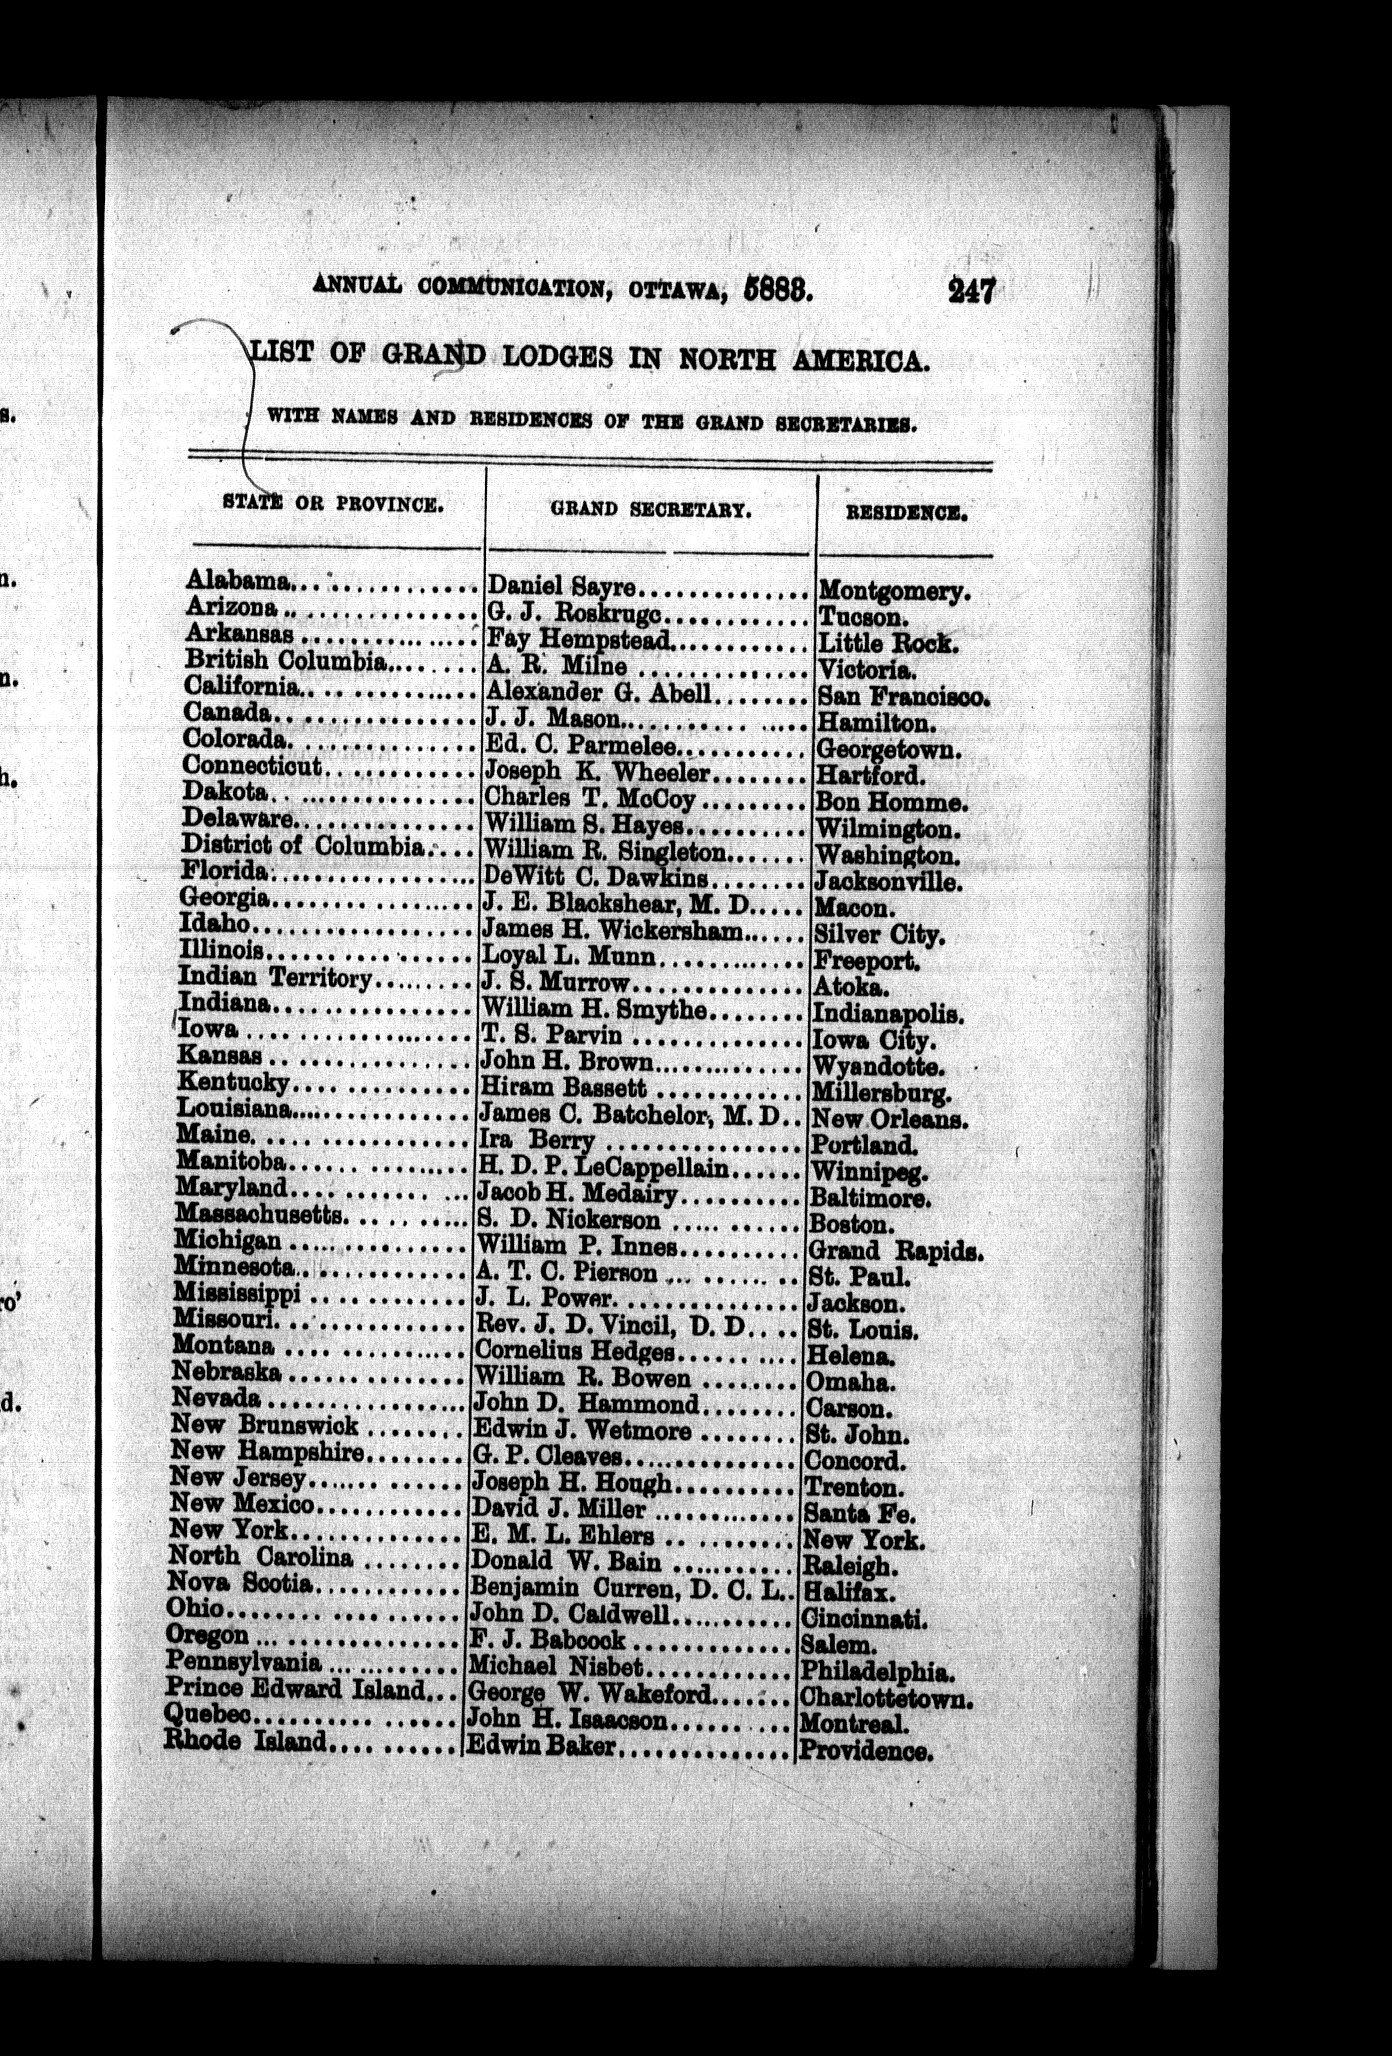 ANNUAL COMMUNICATION, OTTAWA, 5883. 247
LIST OF GRAND LODGES IN NORTH AMERICA.
WITH NAMES AND RESIDENCES OF THE GRAND SECRETARIES.
STATE OR PROVINCE. GRAND SECRETARY. RESIDENCE.
Alabama Daniel Sayre Montgomery.
Arizona G. J. Roskruge Tucson.
Arkansas Fay Hempstead Little Rock.
British Columbia A. R. Milne Victoria.
California Alexander G. Abell San Francisco.
Canada J. J. Mason Hamilton.
Colorada Ed. C. Parmelee Georgetown.
Connecticut Joseph K. Wheeler Hartford.
Dakota Charles T. McCoy Bon Homme.
Delaware William S. Hayes Wilmington.
District of Columbia William R. Singleton Washington.
Florida DeWitt C. Dawkins Jacksonville.
Georgia J. E. Blackshear, M. D. Macon.
Idaho James H. Wickersham Silver City.
Illinois Loyal L. Munn Freeport.
Indian Territory J. S. Murrow Atoka.
Indiana William H. Smythe Indianapolis.
Iowa T. S. Parvin Iowa City.
Kansas John H. Brown Wyandotte.
Kentucky Hiram Bassett Millersburg.
Louisiana James C. Batchelor, M. D. New Orleans.
Maine Ira Berry Portland.
Manitoba H. D. P. LeCappellain Winnipeg.
Maryland Jacob H. Medairy Baltimore.
Massachusetts S. D. Nickerson Boston.
Michigan William P. Innes Grand Rapids.
Minnesota A. T. C. Pierson St. Paul.
Mississippi J. L. Power Jackson.
Missouri Rev. J. D. Vincil, D. D. St. Louis.
Montana Cornelius Hedges Helena.
Nebraska William R. Bowen Omaha.
Nevada John D. Hammond Carson.
New Brunswick Edwin J. Wetmore St. John.
New Hampshire G. P. Cleaves Concord.
New Jersey Joseph H. Hough Trenton.
New Mexico David J. Miller Santa Fe.
New York E. M. L. Ehlers New York.
North Carolina Donald W. Bain Raleigh.
Nova Scotia Benjamin Curren, D. C. L. Halifax.
Ohio John D. Caldwell Cincinnati.
Oregon F. J. Babcock Salem.
Pennsylvania Michael Nisbet Philadelphia.
Prince Edward Island George W. Wakeford Charlottetown.
Quebec John H. Isaacson Montreal.
Rhode Island Edwin Baker Providence.